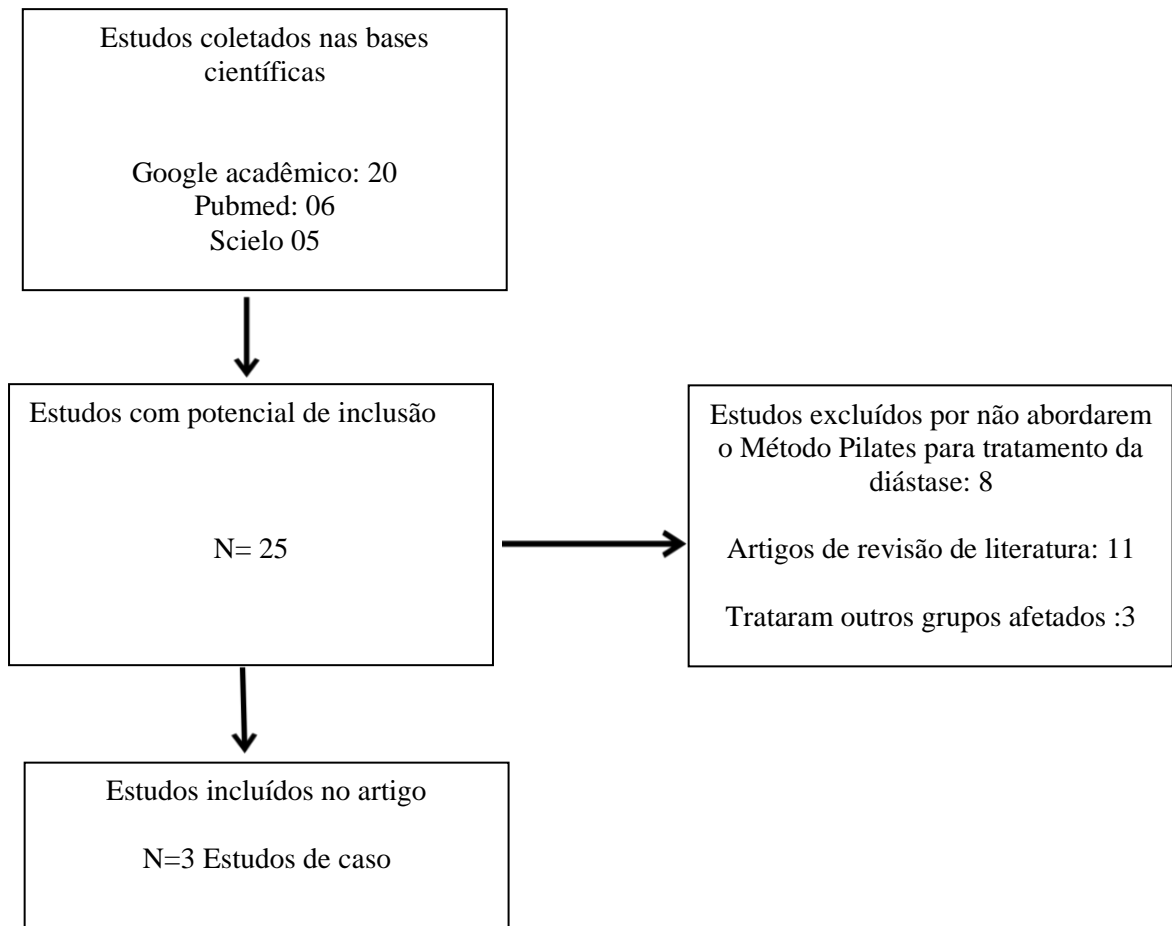 Estudos coletados nas bases
científicas
Google acadêmico: 20
Pubmed: 06
Scielo 05
Estudos com potencial de inclusão
N= 25
Estudos excluídos por não abordarem
o Método Pilates para tratamento da
diástase: 8
Artigos de revisão de literatura: 11
Trataram outros grupos afetados :3
Estudos incluídos no artigo
N=3 Estudos de caso